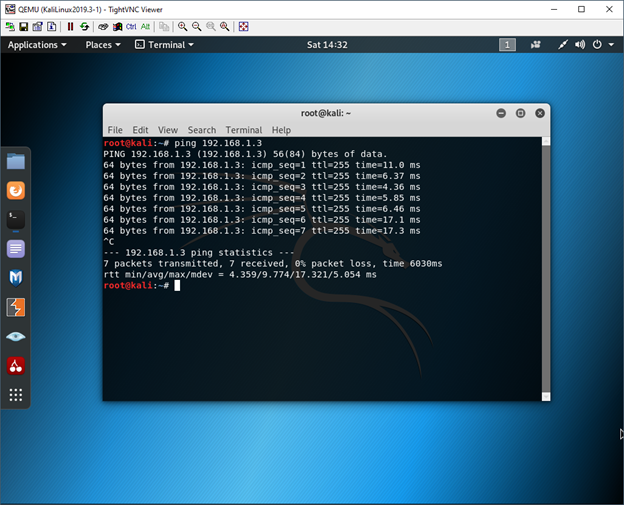 QEMU (KaliLinux2019.3-1) - TightVNC Viewer
Ctrl Alt
Applications Places Terminal Sat 14:32 1
root@kali: ~
File Edit View Search Terminal Help
root@kali:~# ping 192.168.1.3
PING 192.168.1.3 (192.168.1.3) 56(84) bytes of data.
64 bytes from 192.168.1.3: icmp_seq=1 ttl=255 time=11.0 ms
64 bytes from 192.168.1.3: icmp_seq=2 ttl=255 time=6.37 ms
64 bytes from 192.168.1.3: icmp_seq=3 ttl=255 time=4.36 ms
64 bytes from 192.168.1.3: icmp_seq=4 ttl=255 time=5.85 ms
64 bytes from 192.168.1.3: icmp_seq=5 ttl=255 time=6.46 ms
64 bytes from 192.168.1.3: icmp_seq=6 ttl=255 time=17.1 ms
64 bytes from 192.168.1.3: icmp_seq=7 ttl=255 time=17.3 ms
^C
--- 192.168.1.3 ping statistics ---
7 packets transmitted, 7 received, 0% packet loss, time 6030ms
rtt min/avg/max/mdev = 4.359/9.774/17.321/5.054 ms
root@kali:~#